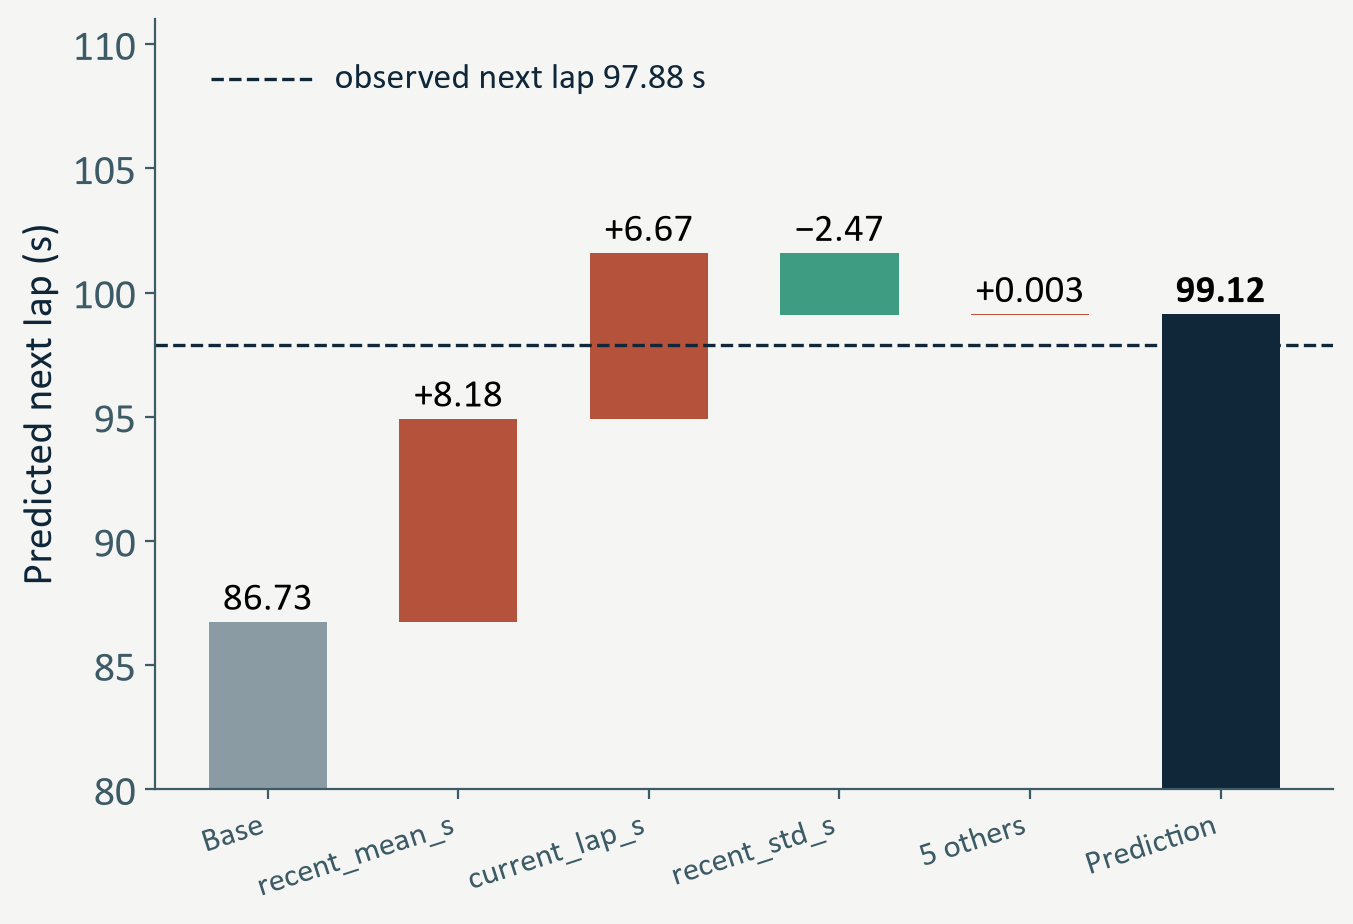 Predicted next lap (s)
110
105
100
95
90
85
80
observed next lap 97.88 s
86.73
+8.18
+6.67
−2.47
+0.003
99.12
Base
recent_mean_s
current_lap_s
recent_std_s
5 others
Prediction